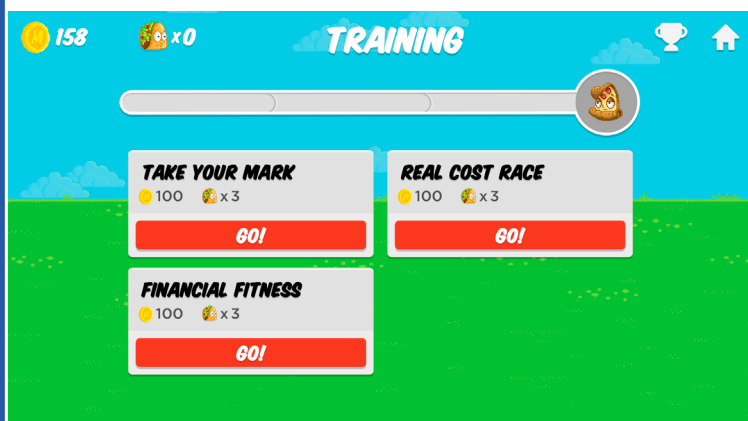 158
x0
TRAINING
TAKE YOUR MARK
100 x 3
GO!
REAL COST RACE
100 x 3
GO!
FINANCIAL FITNESS
100 x 3
GO!